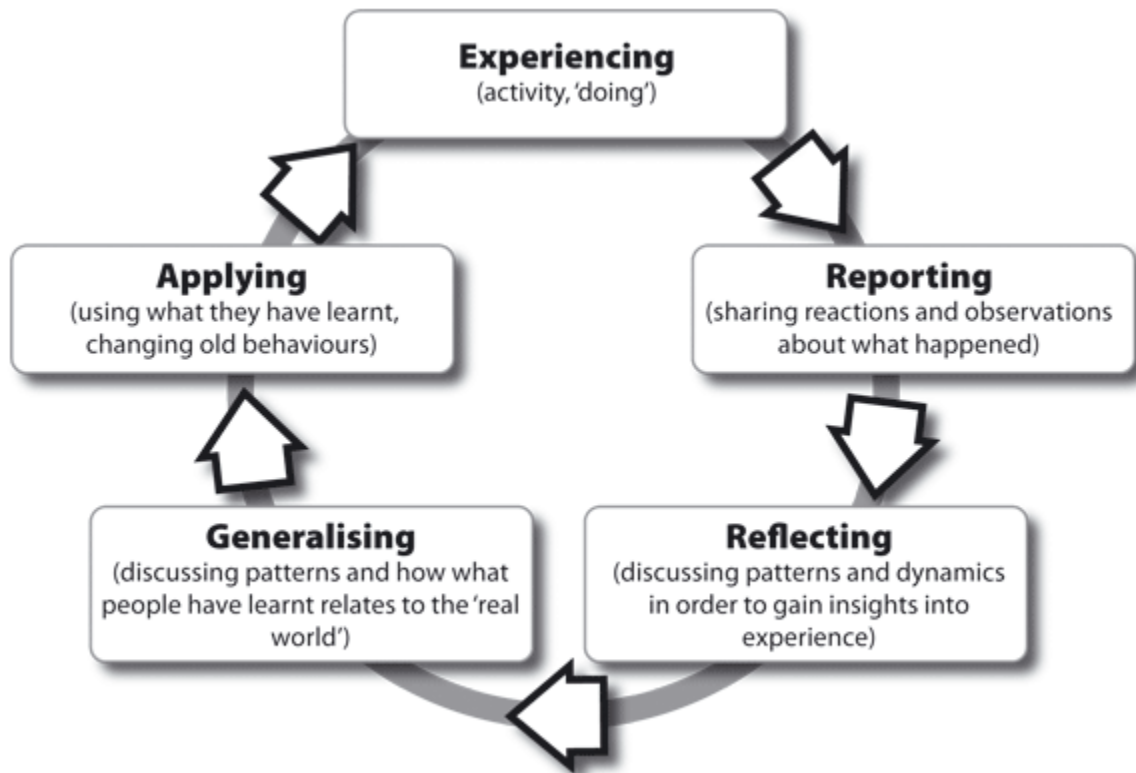 Experiencing
(activity, ‘doing’)
Reporting
(sharing reactions and observations
about what happened)
Reflecting
(discussing patterns and dynamics
in order to gain insights into
experience)
Generalising
(discussing patterns and how what
people have learnt relates to the ‘real
world’)
Applying
(using what they have learnt,
changing old behaviours)